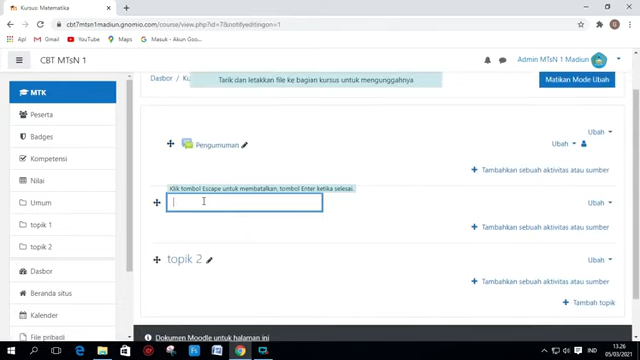 Kursus: Matematika
cbt7mtsn1madiun.gnomio.com/course/view.php?id=7&notifyeditingon=1
Apps
Gmail
YouTube
Maps
Masuk - Akun Goo...
CBT MTsN 1
Admin MTsN 1 Madiun
Dasbor / Ku
Tarik dan letakkan file ke bagian kursus untuk mengunggahnya
Matikan Mode Ubah
MTK
Peserta
Badges
Kompetensi
Nilai
Umum
topik 1
topik 2
Dasbor
Beranda situs
Kalender
File pribadi
Ubah
Pengumuman
Ubah
+ Tambahkan sebuah aktivitas atau sumber
Klik tombol Escape untuk membatalkan, tombol Enter ketika selesai.
Ubah
+ Tambahkan sebuah aktivitas atau sumber
topik 2
Ubah
+ Tambahkan sebuah aktivitas atau sumber
+ Tambah topik
Dokumen Moodle untuk halaman ini
IND
13.26
05/03/2021